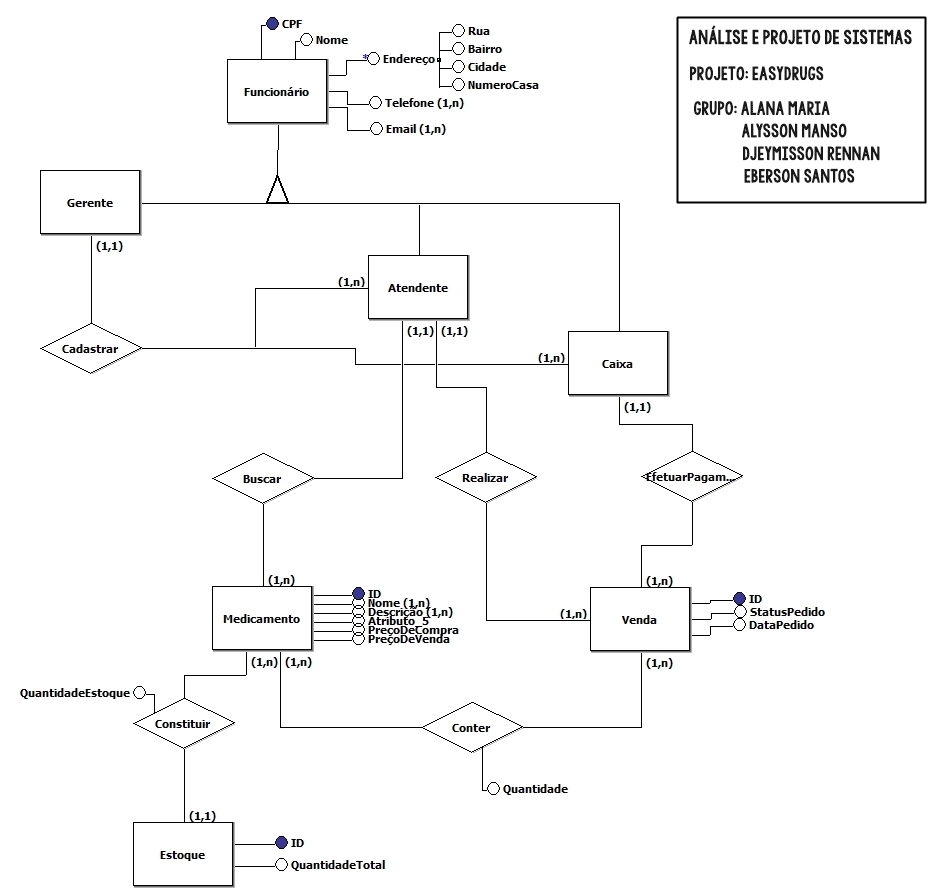 CPF
Nome
Endereço
Rua
Bairro
Cidade
NumeroCasa
Funcionário
Telefone (1,n)
Email (1,n)
ANÁLISE E PROJETO DE SISTEMAS
PROJETO: EASYDRUGS
GRUPO: ALANA MARIA
ALYSSON MANSO
DJEYMISSON RENNAN
EBERSON SANTOS
Gerente
(1,1)
(1,n)
Atendente
(1,1) (1,1)
Cadastrar
(1,n)
Caixa
(1,1)
Buscar
Realizar
EfetuarPagam...
(1,n)
(1,n)
Medicamento
ID
Nome (1,n)
Descrição (1,n)
Atributo_5
PreçoDeCompra
PreçoDeVenda
(1,n)
Venda
ID
StatusPedido
DataPedido
(1,n) (1,n)
(1,n)
QuantidadeEstoque
Constituir
Conter
Quantidade
(1,1)
Estoque
ID
QuantidadeTotal